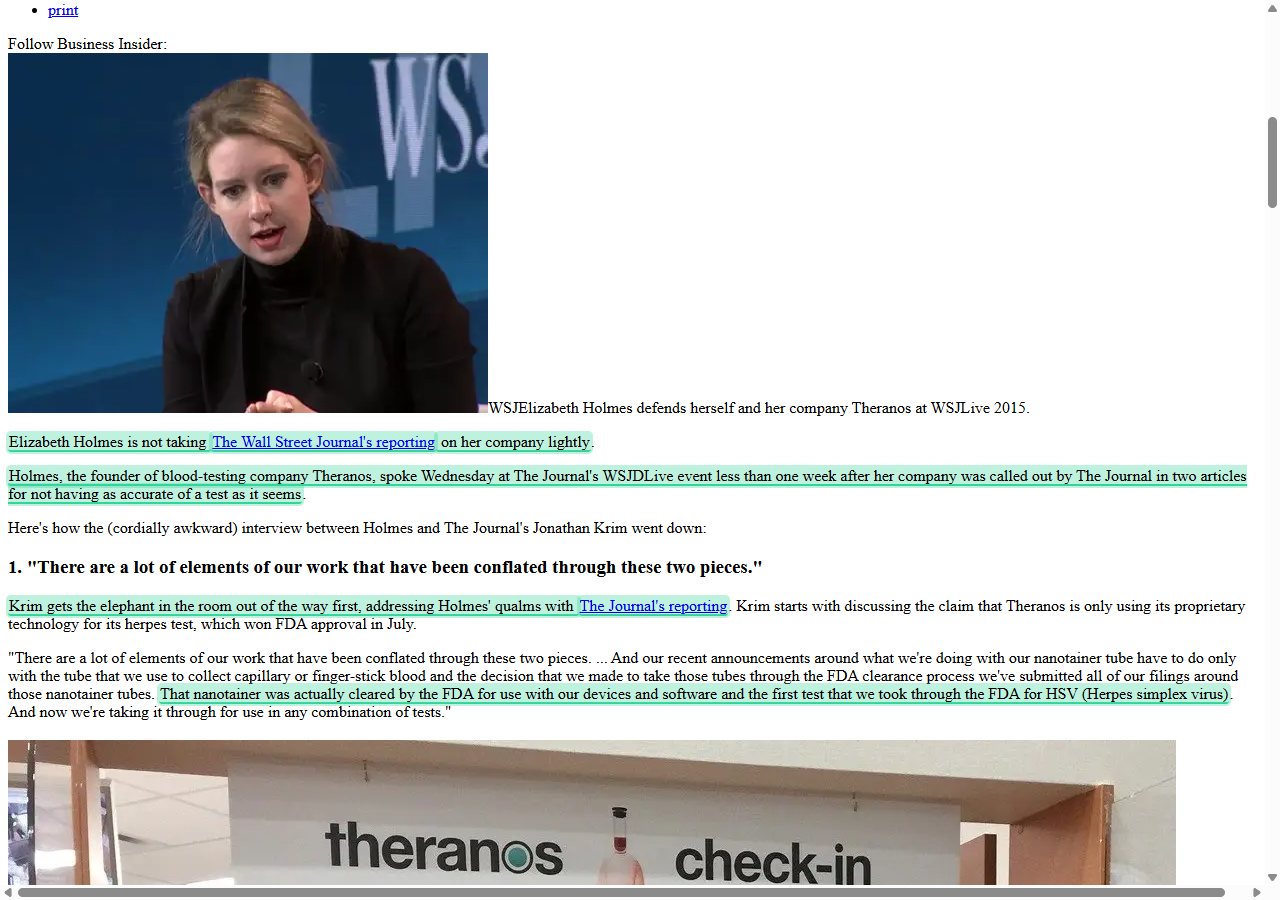 print
Follow Business Insider:
WSJ
WSJElizabeth Holmes defends herself and her company Theranos at WSJLive 2015.
Elizabeth Holmes is not taking The Wall Street Journal's reporting on her company lightly.
Holmes, the founder of blood-testing company Theranos, spoke Wednesday at The Journal's WSJDLive event less than one week after her company was called out by The Journal in two articles
for not having as accurate of a test as it seems.
Here's how the (cordially awkward) interview between Holmes and The Journal's Jonathan Krim went down:
1. "There are a lot of elements of our work that have been conflated through these two pieces."
Krim gets the elephant in the room out of the way first, addressing Holmes' qualms with The Journal's reporting. Krim starts with discussing the claim that Theranos is only using its proprietary
technology for its herpes test, which won FDA approval in July.
"There are a lot of elements of our work that have been conflated through these two pieces. ... And our recent announcements around what we're doing with our nanotainer tube have to do only
with the tube that we use to collect capillary or finger-stick blood and the decision that we made to take those tubes through the FDA clearance process we've submitted all of our filings around
those nanotainer tubes. That nanotainer was actually cleared by the FDA for use with our devices and software and the first test that we took through the FDA for HSV (Herpes simplex virus).
And now we're taking it through for use in any combination of tests."
theranos check-in